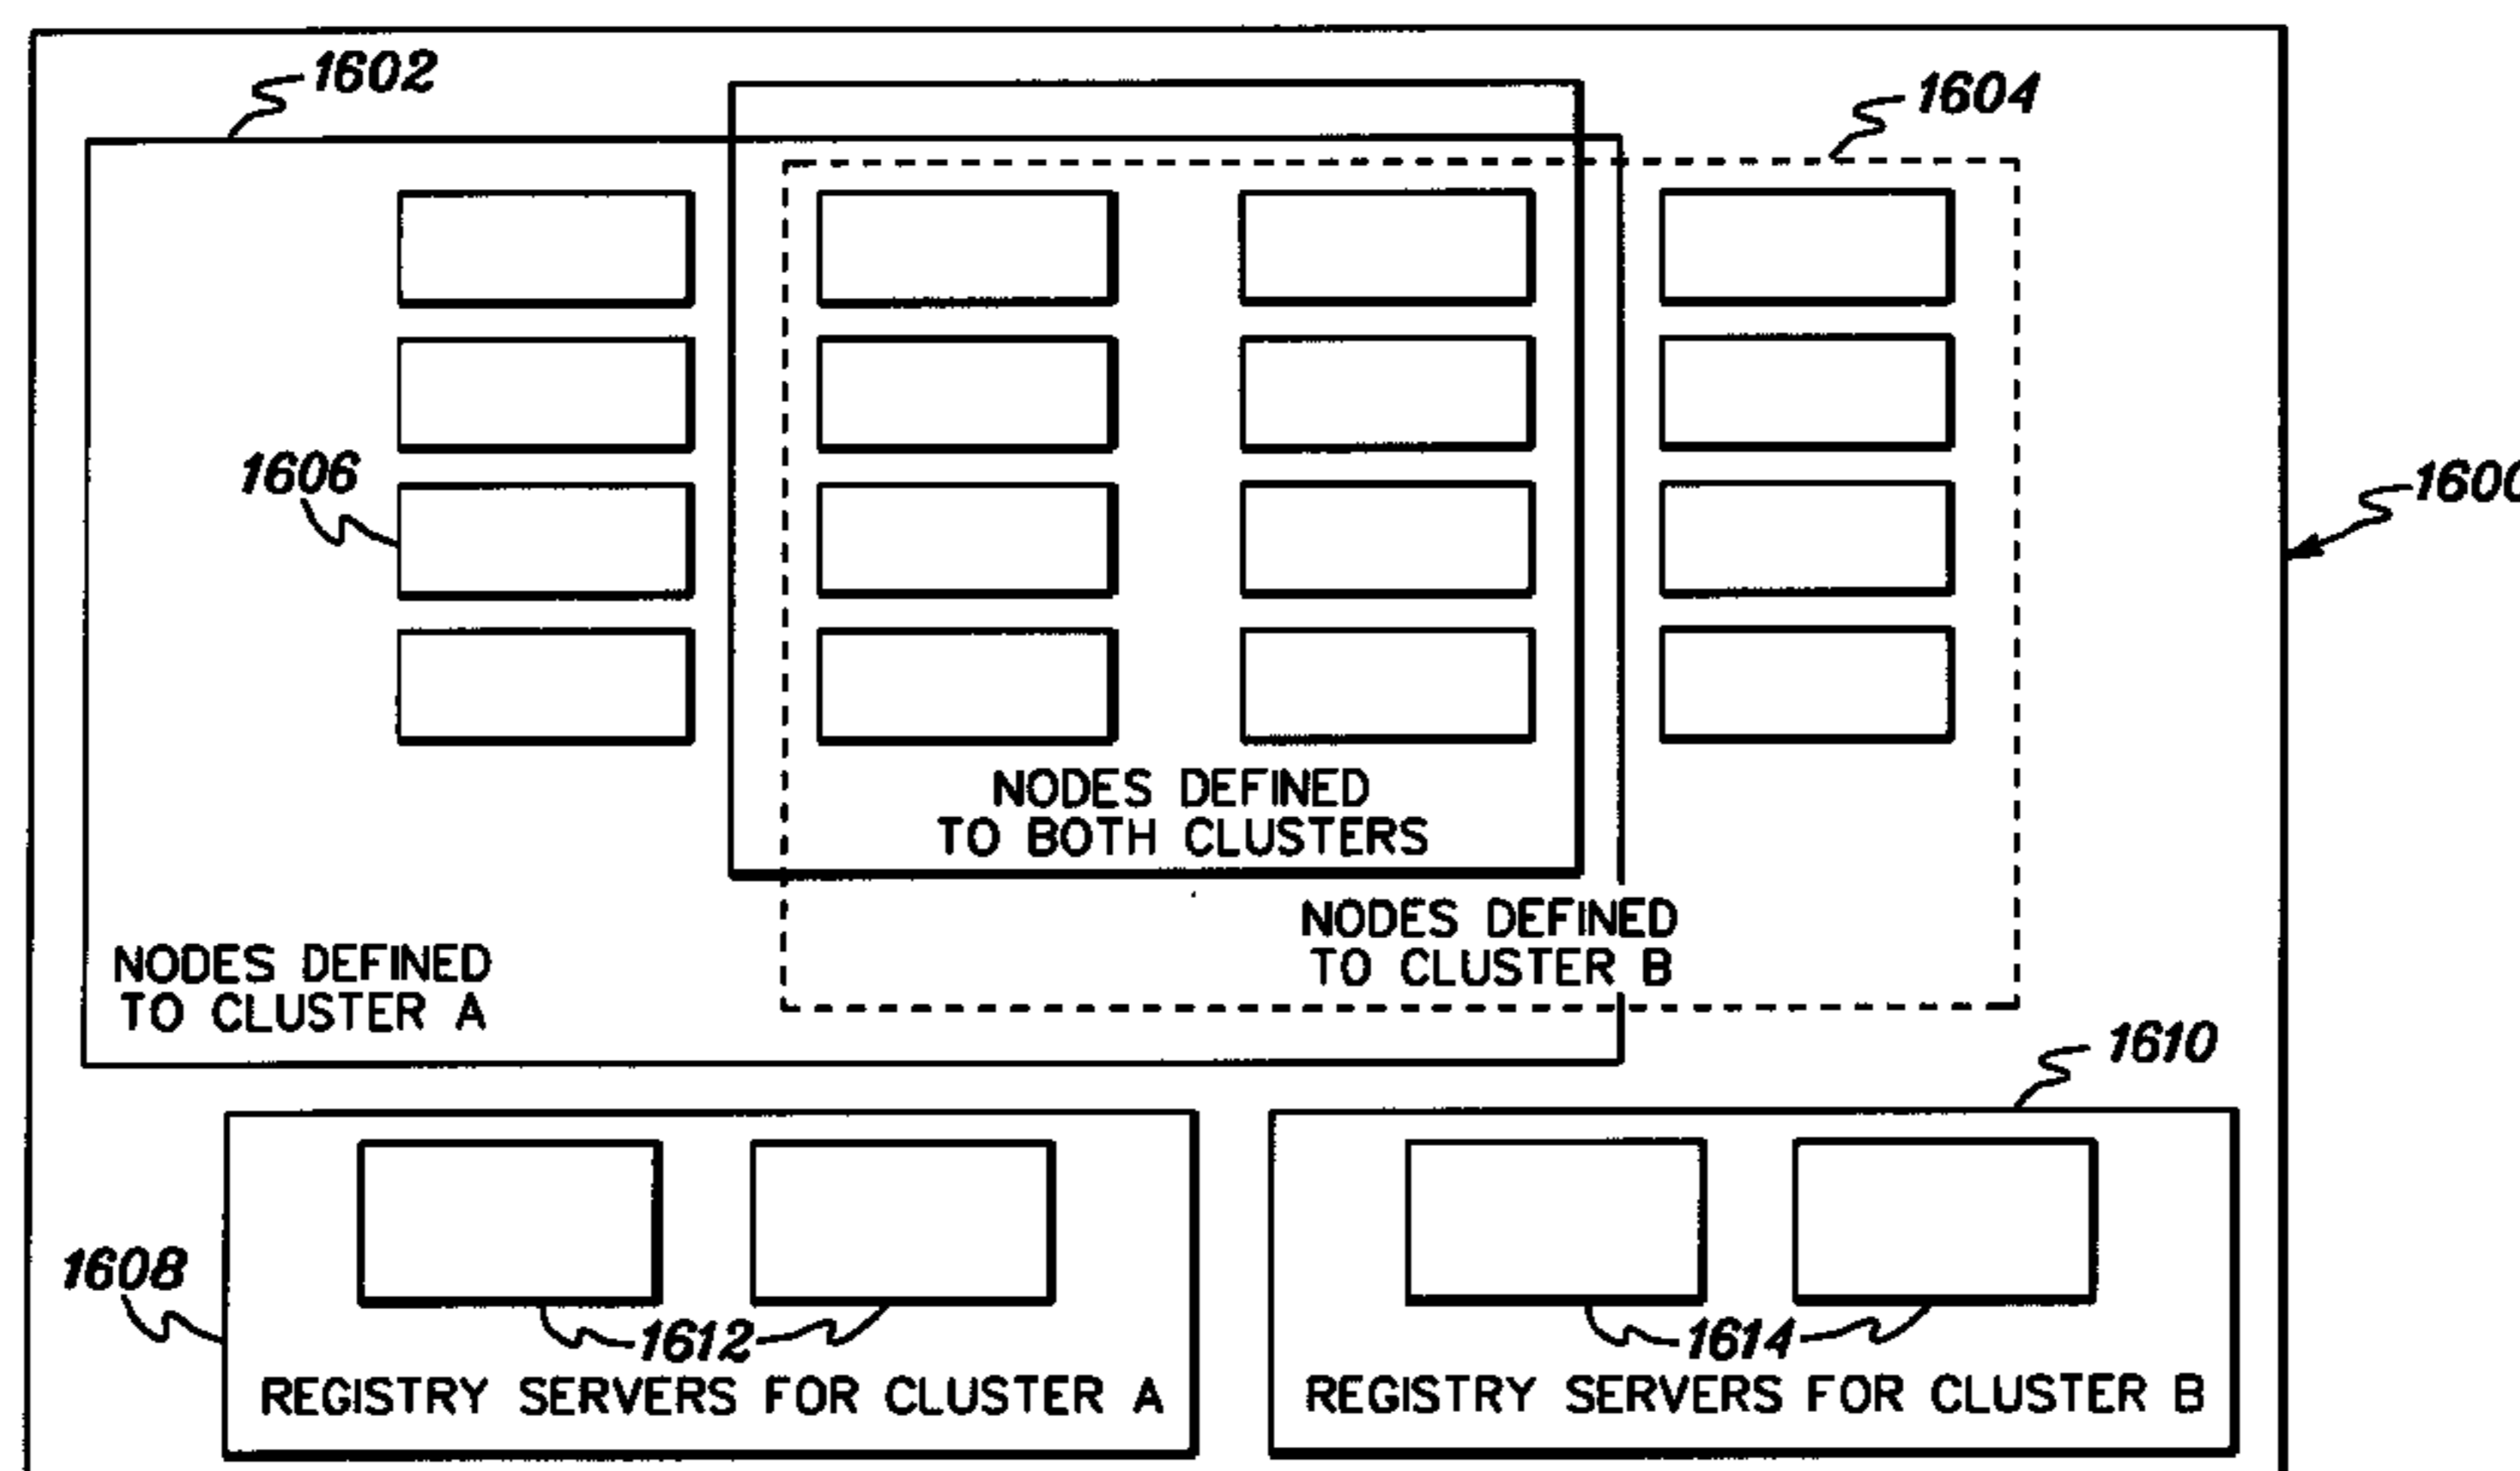 1602
1604
1606
1600
NODES DEFINED
TO BOTH CLUSTERS
NODES DEFINED
TO CLUSTER B
NODES DEFINED
TO CLUSTER A
1610
1608
1612
1614
REGISTRY SERVERS FOR CLUSTER A
REGISTRY SERVERS FOR CLUSTER B